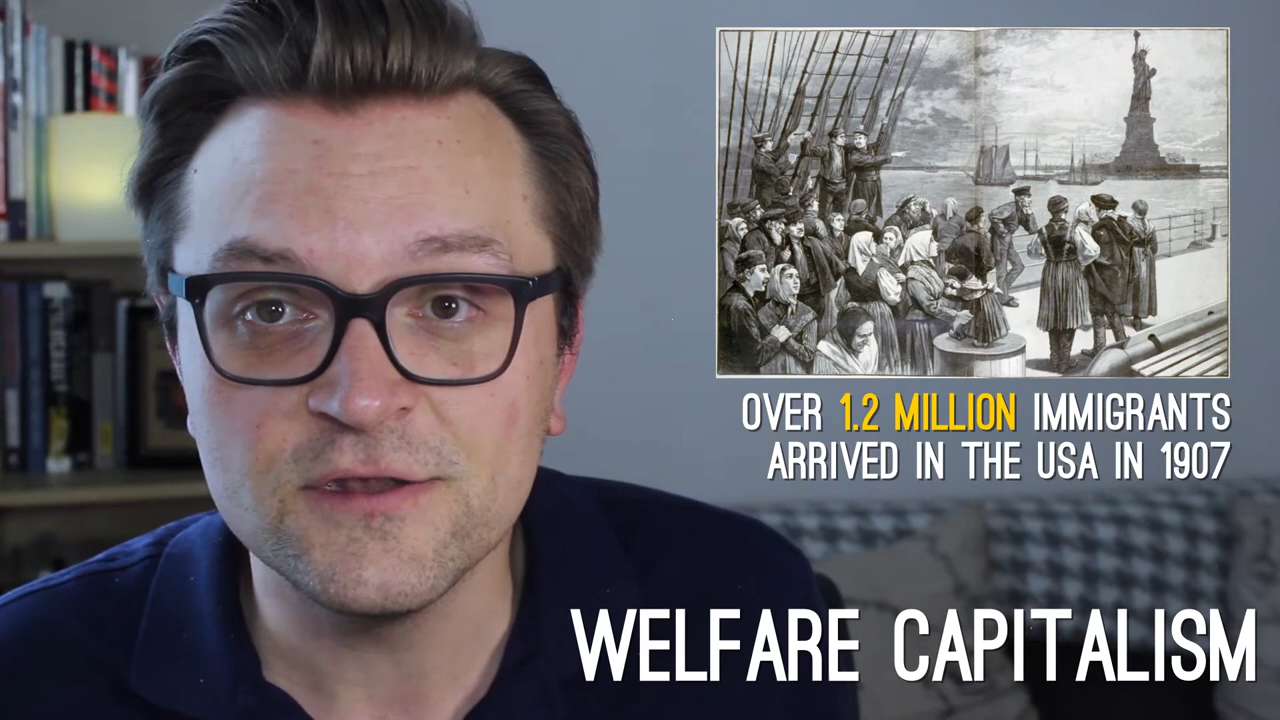 OVER 1.2 MILLION IMMIGRANTS
ARRIVED IN THE USA IN 1907
WELFARE CAPITALISM